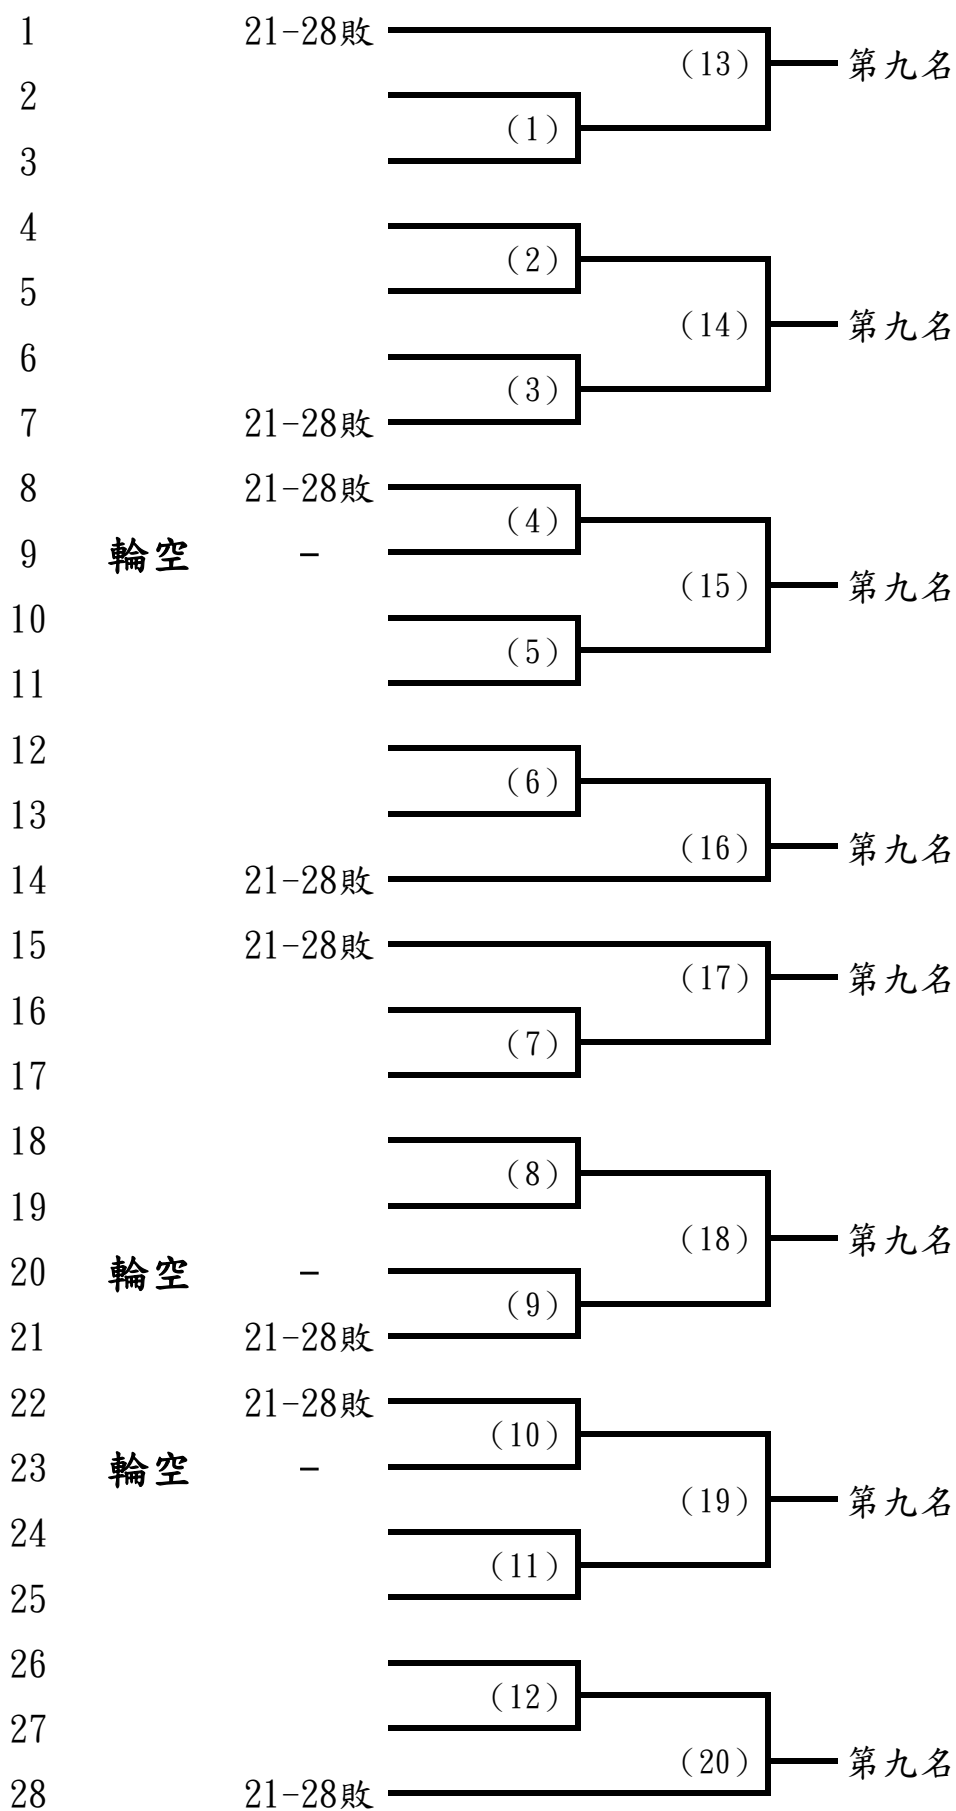 1 21-28敗
(13) 第九名
2
(1)
3
4
(2)
5
(14) 第九名
6
(3)
7 21-28敗
8 21-28敗
(4)
9 輪空 -
(15) 第九名
10
(5)
11
12
(6)
13
(16) 第九名
14 21-28敗
15 21-28敗
(17) 第九名
16
(7)
17
18
(8)
19
(18) 第九名
20 輪空 -
(9)
21 21-28敗
22 21-28敗
(10)
23 輪空 -
(19) 第九名
24
(11)
25
26
(12)
27
(20) 第九名
28 21-28敗